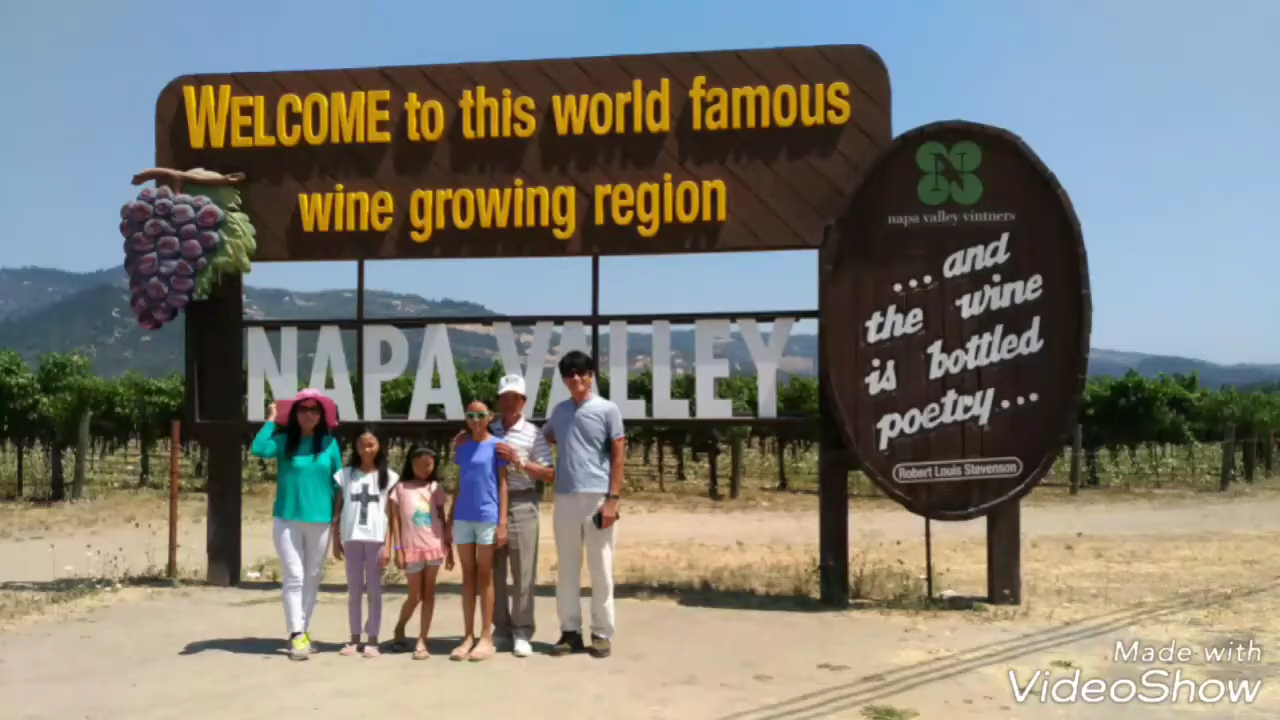 WELCOME to this world famous
wine growing region
NAPA VALLEY
N
napa valley vintners
...and
the wine
is bottled
poetry...
Robert Louis Stevenson
Made with
VideoShow